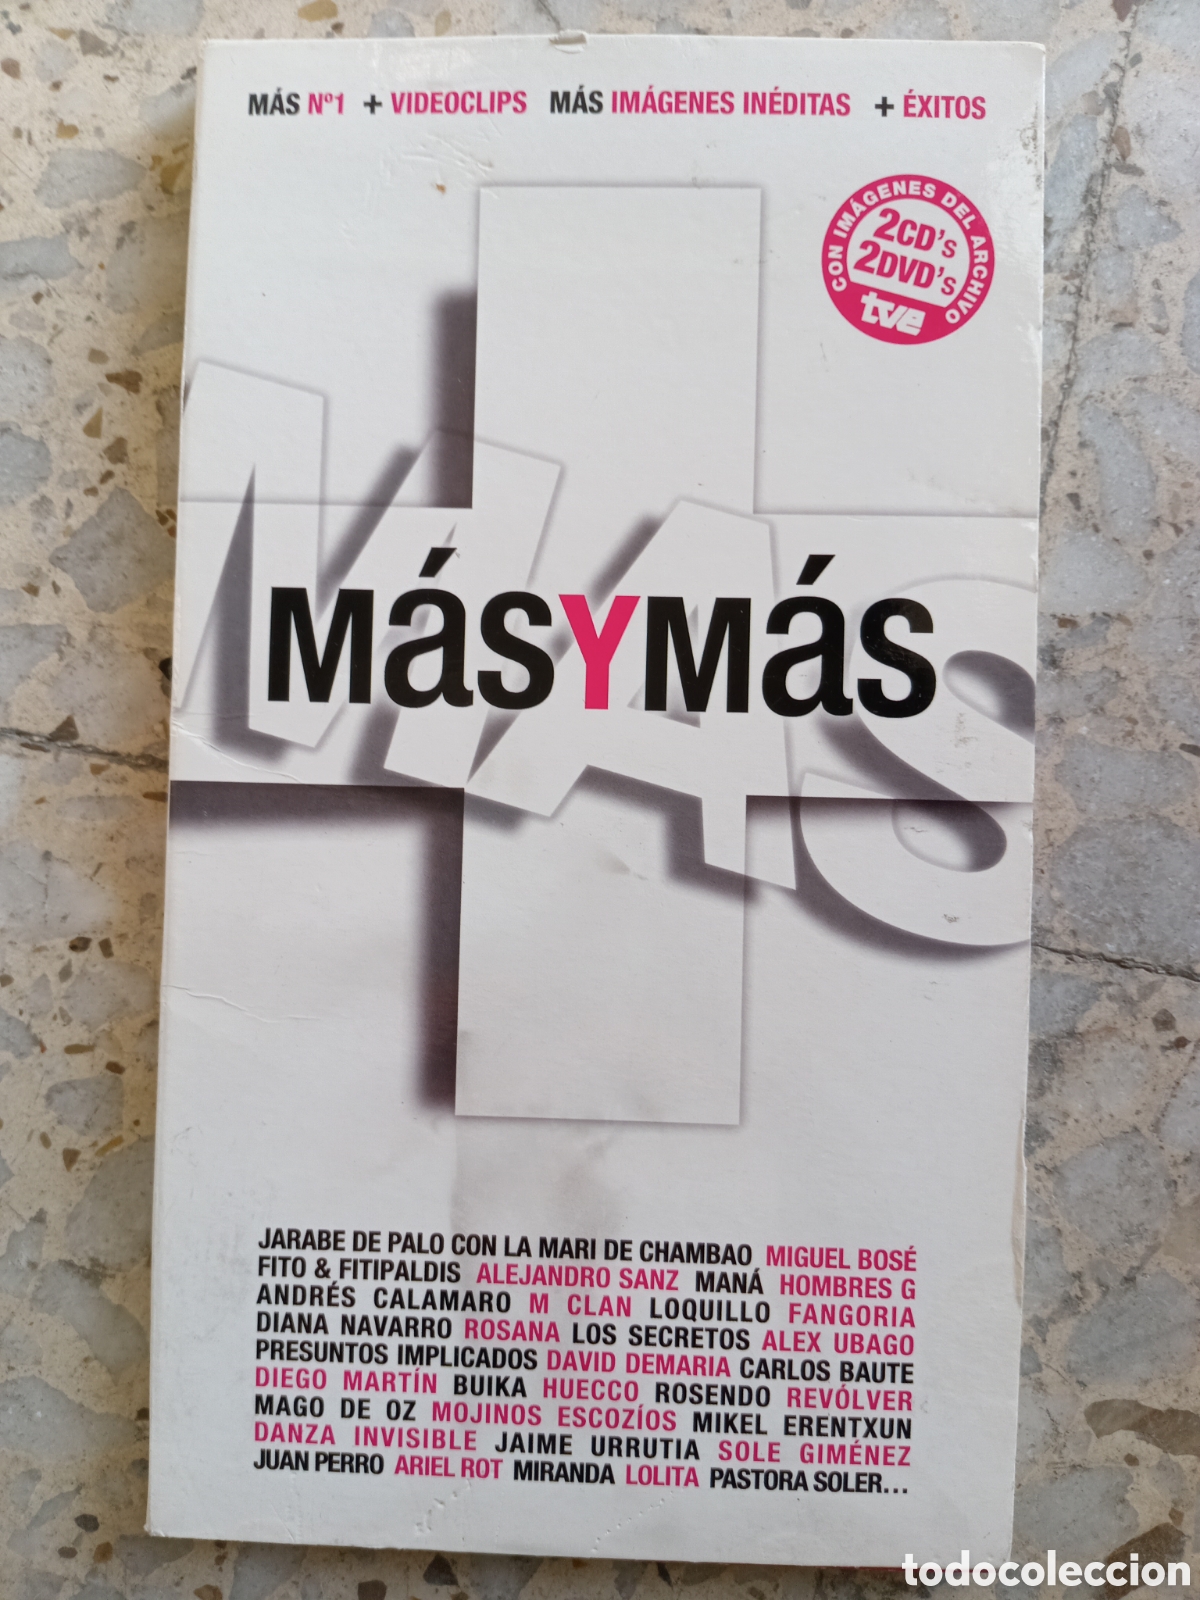 MÁS Nº1 + VIDEOCLIPS MÁS IMÁGENES INÉDITAS + ÉXITOS
CON IMÁGENES DEL ARCHIVO
2CD's
2DVD's
tve
MAS
MÁSYMÁS
JARABE DE PALO CON LA MARI DE CHAMBAO MIGUEL BOSÉ
FITO & FITIPALDIS ALEJANDRO SANZ MANÁ HOMBRES G
ANDRÉS CALAMARO M CLAN LOQUILLO FANGORIA
DIANA NAVARRO ROSANA LOS SECRETOS ALEX UBAGO
PRESUNTOS IMPLICADOS DAVID DEMARIA CARLOS BAUTE
DIEGO MARTÍN BUIKA HUECCO ROSENDO REVÓLVER
MAGO DE OZ MOJINOS ESCOZÍOS MIKEL ERENTXUN
DANZA INVISIBLE JAIME URRUTIA SOLE GIMÉNEZ
JUAN PERRO ARIEL ROT MIRANDA LOLITA PASTORA SOLER...
todocoleccion